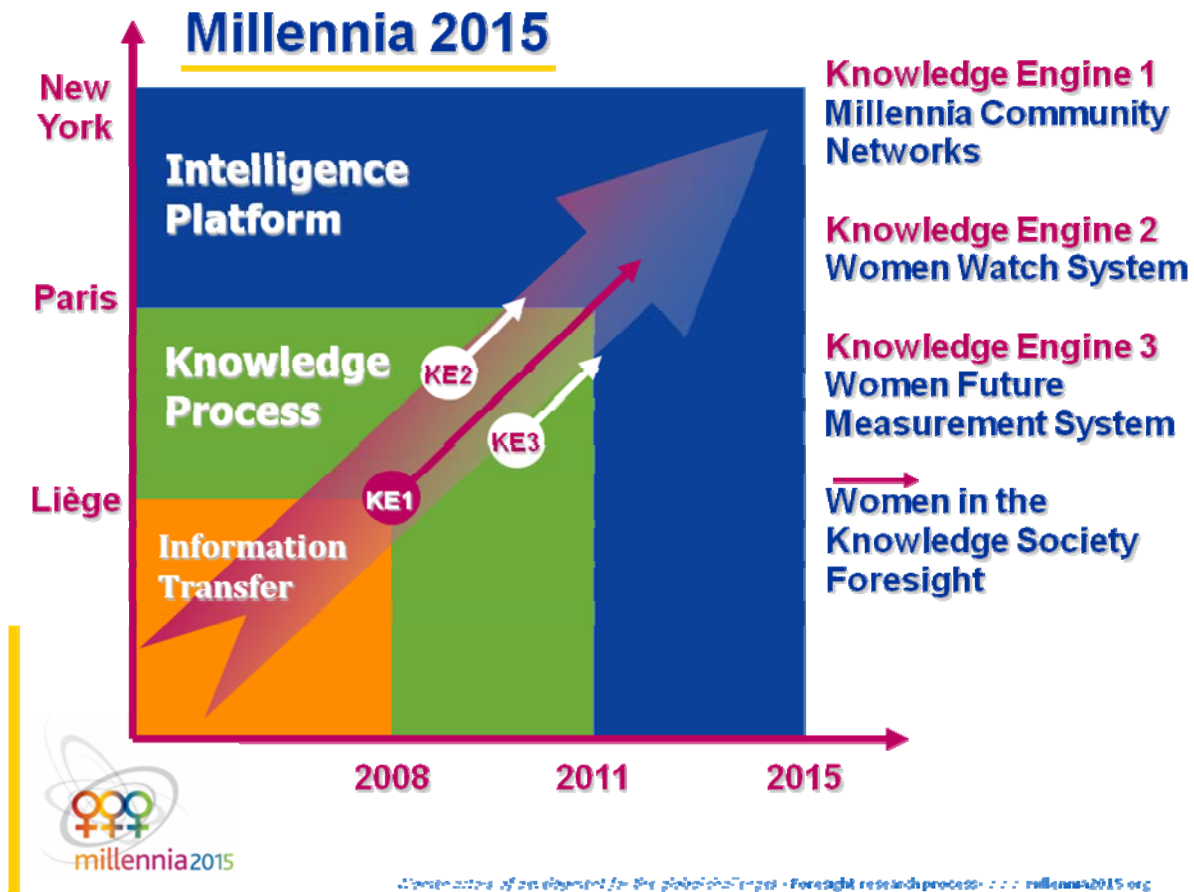 Millennia 2015
New
York
Paris
Liège
Intelligence
Platform
Knowledge
Process
Information
Transfer
KE2
KE3
KE1
2008
2011
2015
Knowledge Engine 1
Millennia Community
Networks
Knowledge Engine 2
Women Watch System
Knowledge Engine 3
Women Future
Measurement System
Women in the
Knowledge Society
Foresight
millennia2015
Foresight research process millennia2015.org